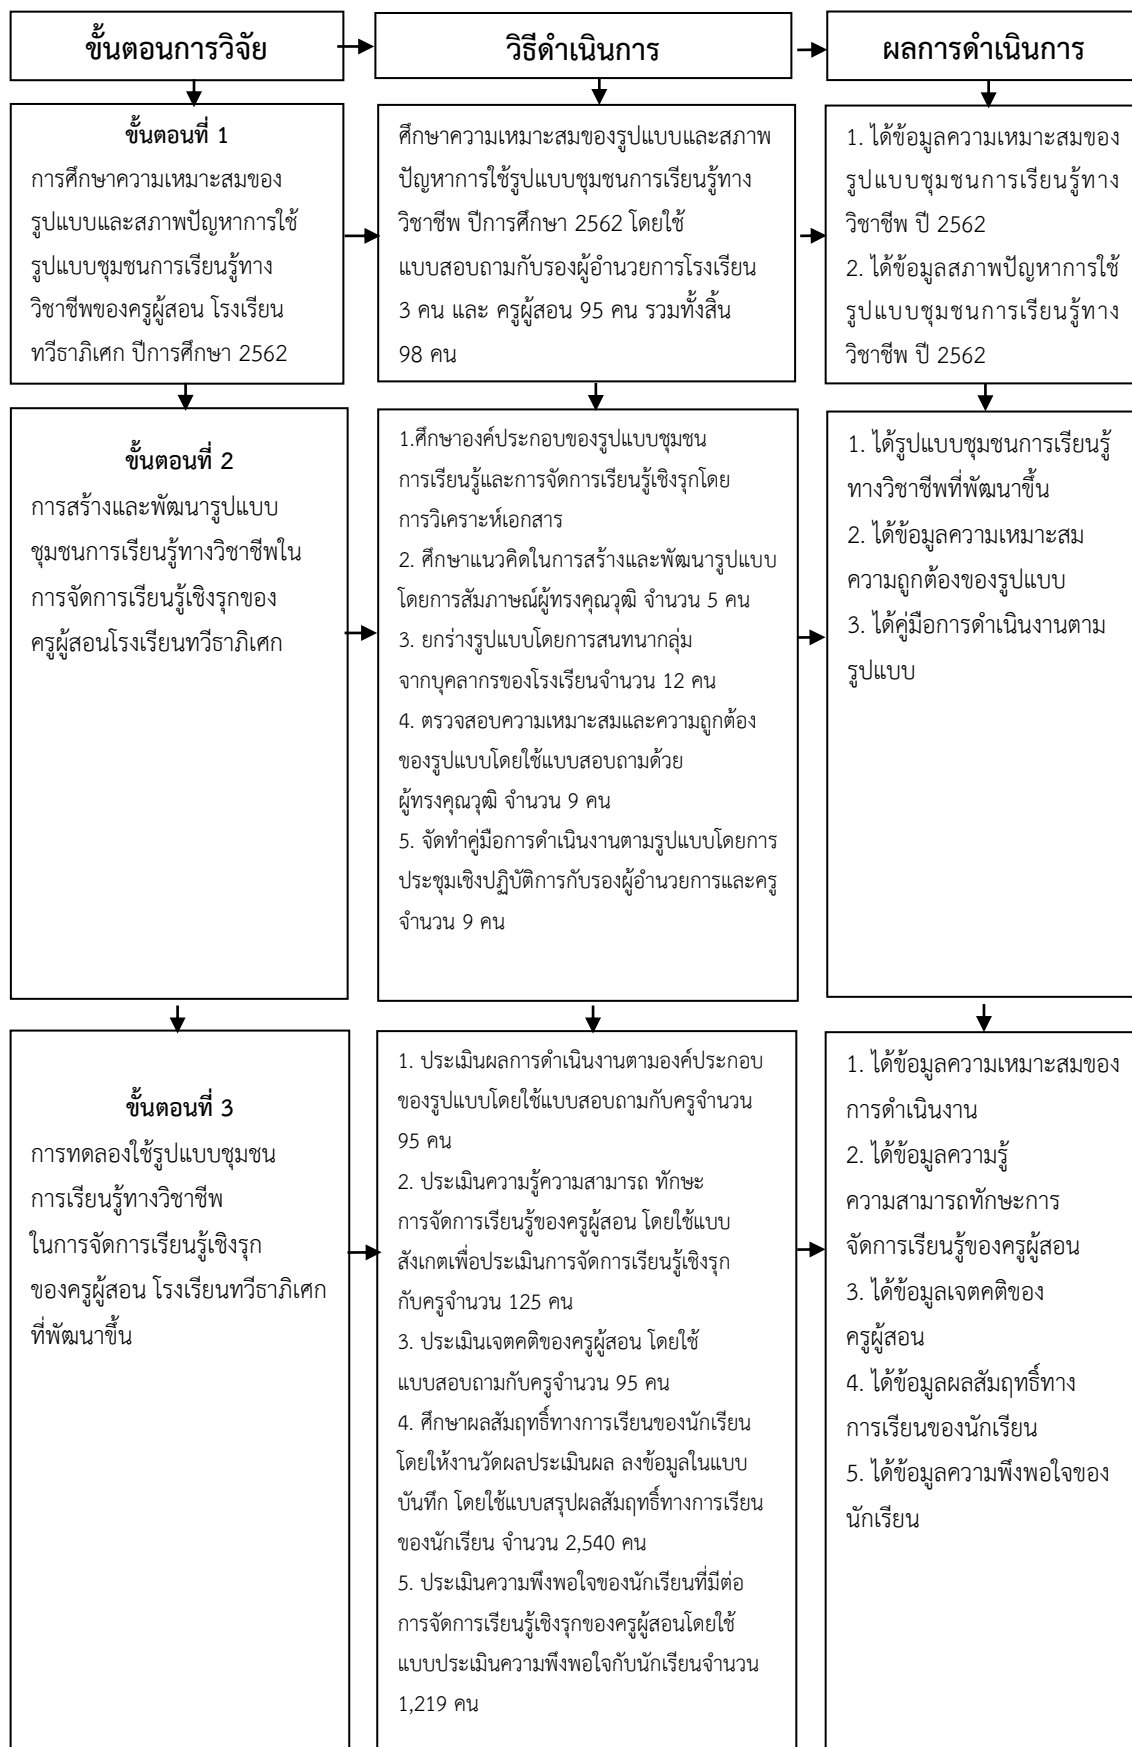 ขั้นตอนการวิจัย
วิธีดำเนินการ
ผลการดำเนินการ
ขั้นตอนที่ 1
การศึกษาความเหมาะสมของ
รูปแบบและสภาพปัญหาการใช้
รูปแบบชุมชนการเรียนรู้ทาง
วิชาชีพของครูผู้สอน โรงเรียน
ทวีธาภิเศก ปีการศึกษา 2562
ศึกษาความเหมาะสมของรูปแบบและสภาพ
ปัญหาการใช้รูปแบบชุมชนการเรียนรู้ทาง
วิชาชีพ ปีการศึกษา 2562 โดยใช้
แบบสอบถามกับรองผู้อำนวยการโรงเรียน
3 คน และ ครูผู้สอน 95 คน รวมทั้งสิ้น
98 คน
1. ได้ข้อมูลความเหมาะสมของ
รูปแบบชุมชนการเรียนรู้ทาง
วิชาชีพ ปี 2562
2. ได้ข้อมูลสภาพปัญหาการใช้
รูปแบบชุมชนการเรียนรู้ทาง
วิชาชีพ ปี 2562
ขั้นตอนที่ 2
การสร้างและพัฒนารูปแบบ
ชุมชนการเรียนรู้ทางวิชาชีพใน
การจัดการเรียนรู้เชิงรุกของ
ครูผู้สอนโรงเรียนทวีธาภิเศก
1.ศึกษาองค์ประกอบของรูปแบบชุมชน
การเรียนรู้และการจัดการเรียนรู้เชิงรุกโดย
การวิเคราะห์เอกสาร
2. ศึกษาแนวคิดในการสร้างและพัฒนารูปแบบ
โดยการสัมภาษณ์ผู้ทรงคุณวุฒิ จำนวน 5 คน
3. ยกร่างรูปแบบโดยการสนทนากลุ่ม
จากบุคลากรของโรงเรียนจำนวน 12 คน
4. ตรวจสอบความเหมาะสมและความถูกต้อง
ของรูปแบบโดยใช้แบบสอบถามด้วย
ผู้ทรงคุณวุฒิ จำนวน 9 คน
5. จัดทำคู่มือการดำเนินงานตามรูปแบบโดยการ
ประชุมเชิงปฏิบัติการกับรองผู้อำนวยการและครู
จำนวน 9 คน
1. ได้รูปแบบชุมชนการเรียนรู้
ทางวิชาชีพที่พัฒนาขึ้น
2. ได้ข้อมูลความเหมาะสม
ความถูกต้องของรูปแบบ
3. ได้คู่มือการดำเนินงานตาม
รูปแบบ
ขั้นตอนที่ 3
การทดลองใช้รูปแบบชุมชน
การเรียนรู้ทางวิชาชีพ
ในการจัดการเรียนรู้เชิงรุก
ของครูผู้สอน โรงเรียนทวีธาภิเศก
ที่พัฒนาขึ้น
1. ประเมินผลการดำเนินงานตามองค์ประกอบ
ของรูปแบบโดยใช้แบบสอบถามกับครูจำนวน
95 คน
2. ประเมินความรู้ความสามารถ ทักษะ
การจัดการเรียนรู้ของครูผู้สอน โดยใช้แบบ
สังเกตเพื่อประเมินการจัดการเรียนรู้เชิงรุก
กับครูจำนวน 125 คน
3. ประเมินเจตคติของครูผู้สอน โดยใช้
แบบสอบถามกับครูจำนวน 95 คน
4. ศึกษาผลสัมฤทธิ์ทางการเรียนของนักเรียน
โดยให้งานวัดผลประเมินผล ลงข้อมูลในแบบ
บันทึก โดยใช้แบบสรุปผลสัมฤทธิ์ทางการเรียน
ของนักเรียน จำนวน 2,540 คน
5. ประเมินความพึงพอใจของนักเรียนที่มีต่อ
การจัดการเรียนรู้เชิงรุกของครูผู้สอนโดยใช้
แบบประเมินความพึงพอใจกับนักเรียนจำนวน
1,219 คน
1. ได้ข้อมูลความเหมาะสมของ
การดำเนินงาน
2. ได้ข้อมูลความรู้
ความสามารถทักษะการ
จัดการเรียนรู้ของครูผู้สอน
3. ได้ข้อมูลเจตคติของ
ครูผู้สอน
4. ได้ข้อมูลผลสัมฤทธิ์ทาง
การเรียนของนักเรียน
5. ได้ข้อมูลความพึงพอใจของ
นักเรียน